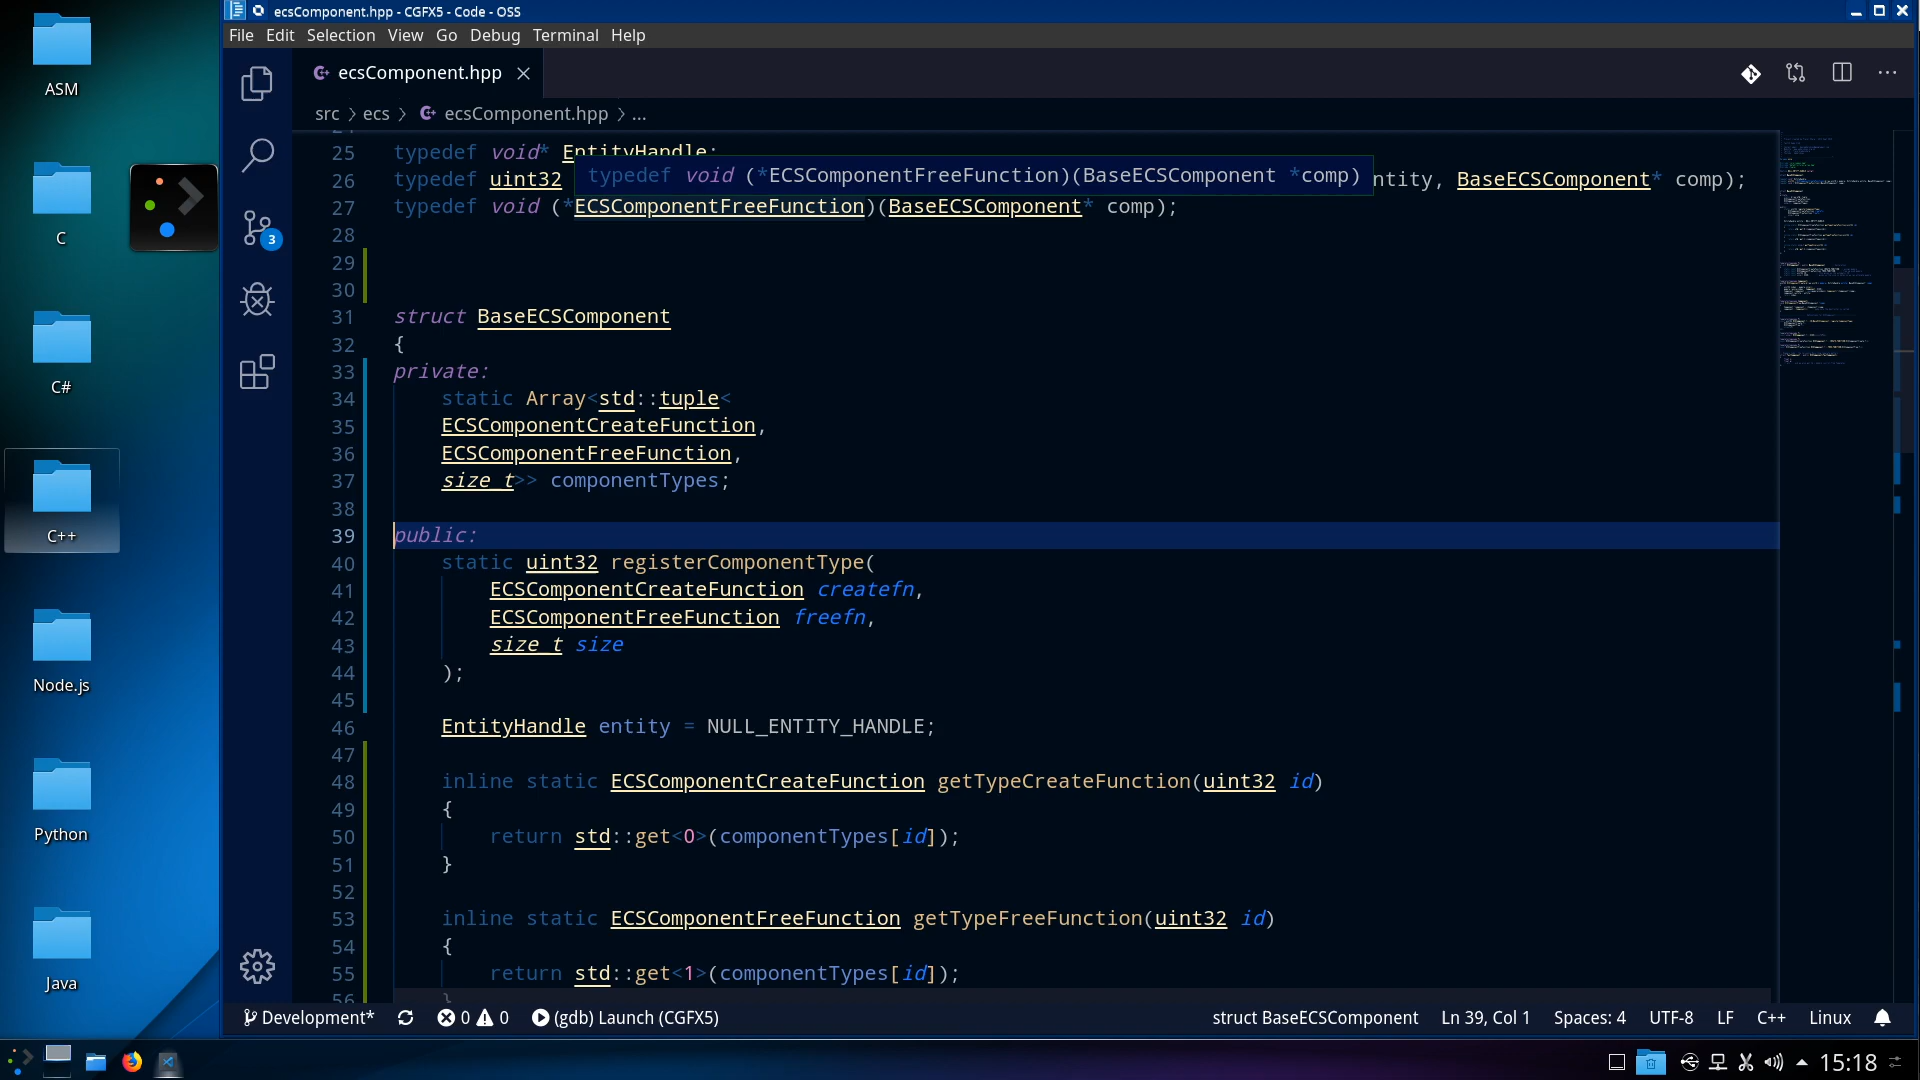 ecsComponent.hpp - CGFX5 - Code - OSS
File Edit Selection View Go Debug Terminal Help
ecsComponent.hpp
src > ecs > ecsComponent.hpp > ...
25 typedef void* EntityHandle;
typedef void (*ECSComponentFreeFunction)(BaseECSComponent *comp)
26 typedef uint32 ntity, BaseECSComponent* comp);
27 typedef void (*ECSComponentFreeFunction)(BaseECSComponent* comp);
28
29
30
31 struct BaseECSComponent
32 {
33 private:
34 static Array<std::tuple<
35 ECSComponentCreateFunction,
36 ECSComponentFreeFunction,
37 size_t>> componentTypes;
38
39 public:
40 static uint32 registerComponentType(
41 ECSComponentCreateFunction createfn,
42 ECSComponentFreeFunction freefn,
43 size_t size
44 );
45
46 EntityHandle entity = NULL_ENTITY_HANDLE;
47
48 inline static ECSComponentCreateFunction getTypeCreateFunction(uint32 id)
49 {
50 return std::get<0>(componentTypes[id]);
51 }
52
53 inline static ECSComponentFreeFunction getTypeFreeFunction(uint32 id)
54 {
55 return std::get<1>(componentTypes[id]);
56 }
3
ASM
C
C#
C++
Node.js
Python
Java
Development* 0 0 (gdb) Launch (CGFX5) struct BaseECSComponent Ln 39, Col 1 Spaces: 4 UTF-8 LF C++ Linux
15:18